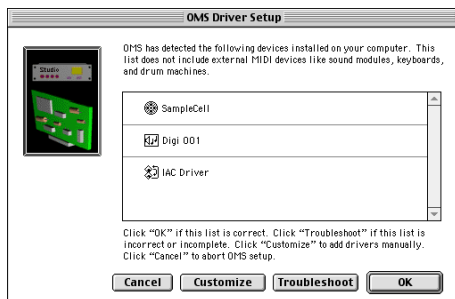 OMS Driver Setup
Studio
OMS has detected the following devices installed on your computer. This
list does not include external MIDI devices like sound modules, keyboards,
and drum machines.
SampleCell
Digi 001
IAC Driver
Click “OK” if this list is correct. Click “Troubleshoot” if this list is
incorrect or incomplete. Click “Customize” to add drivers manually.
Click “Cancel” to abort OMS setup.
Cancel Customize Troubleshoot OK